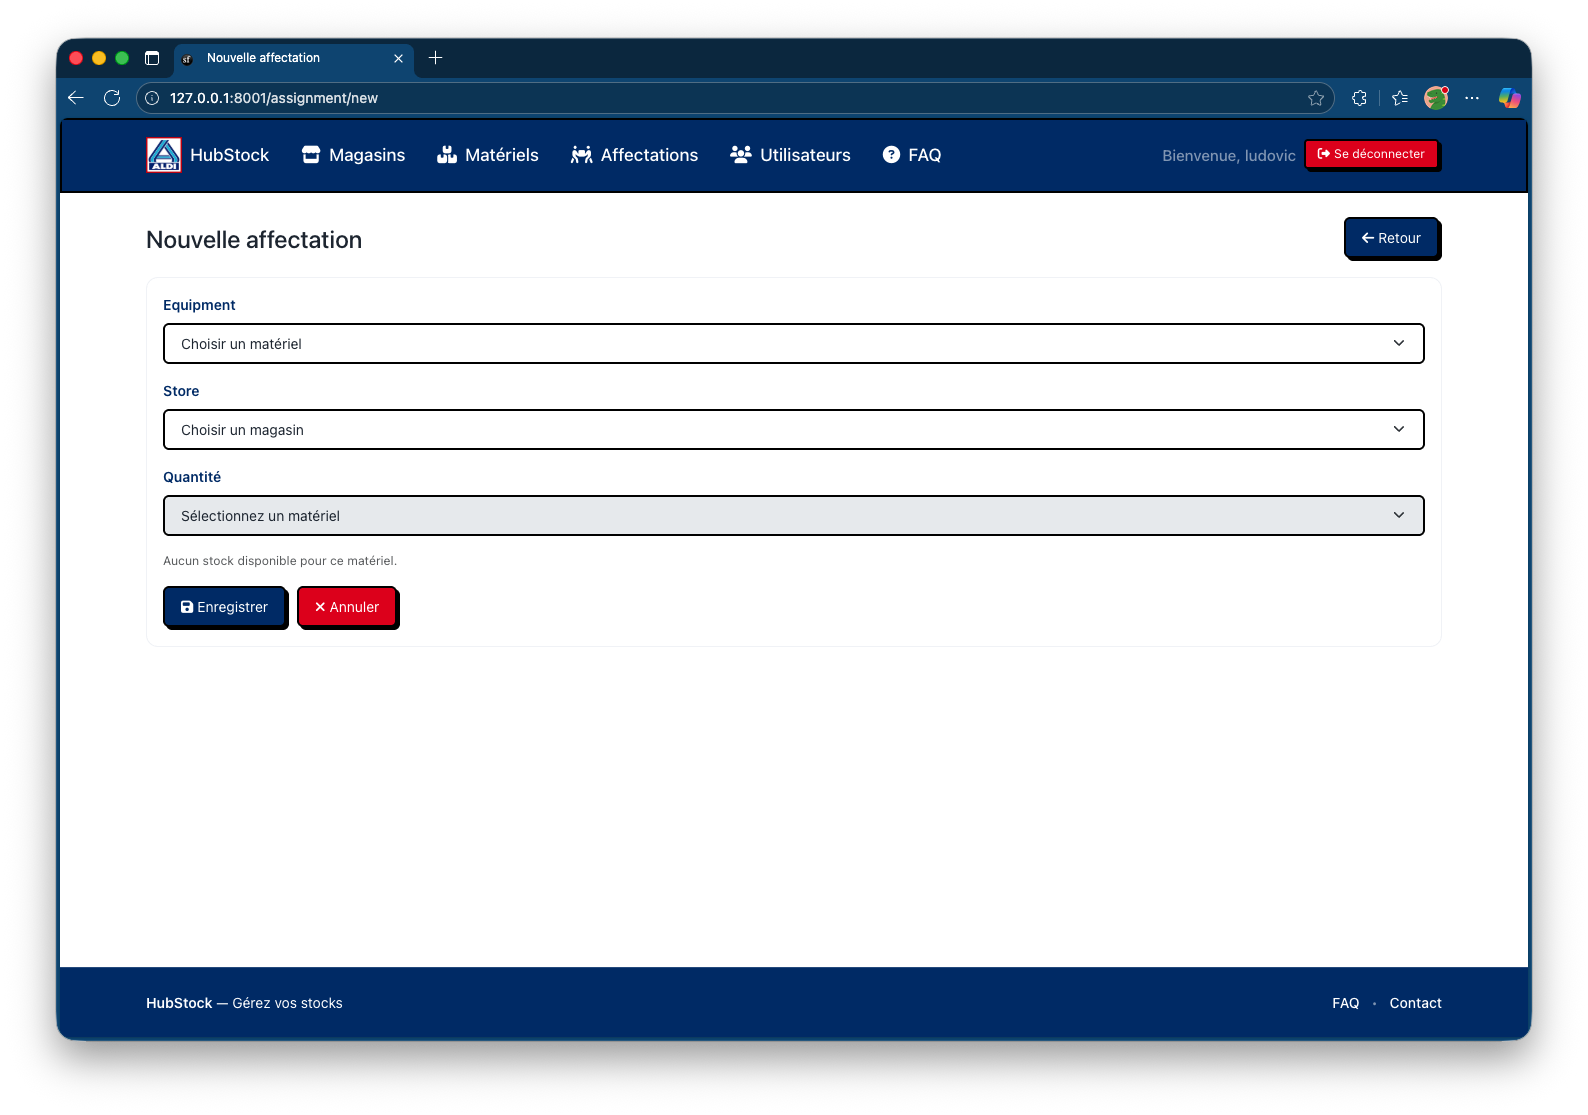 sf Nouvelle affectation
127.0.0.1:8001/assignment/new
ALDI HubStock Magasins Matériels Affectations Utilisateurs ? FAQ Bienvenue, ludovic Se déconnecter
Nouvelle affectation
Retour
Equipment
Choisir un matériel
Store
Choisir un magasin
Quantité
Sélectionnez un matériel
Aucun stock disponible pour ce matériel.
Enregistrer Annuler
HubStock — Gérez vos stocks
FAQ • Contact